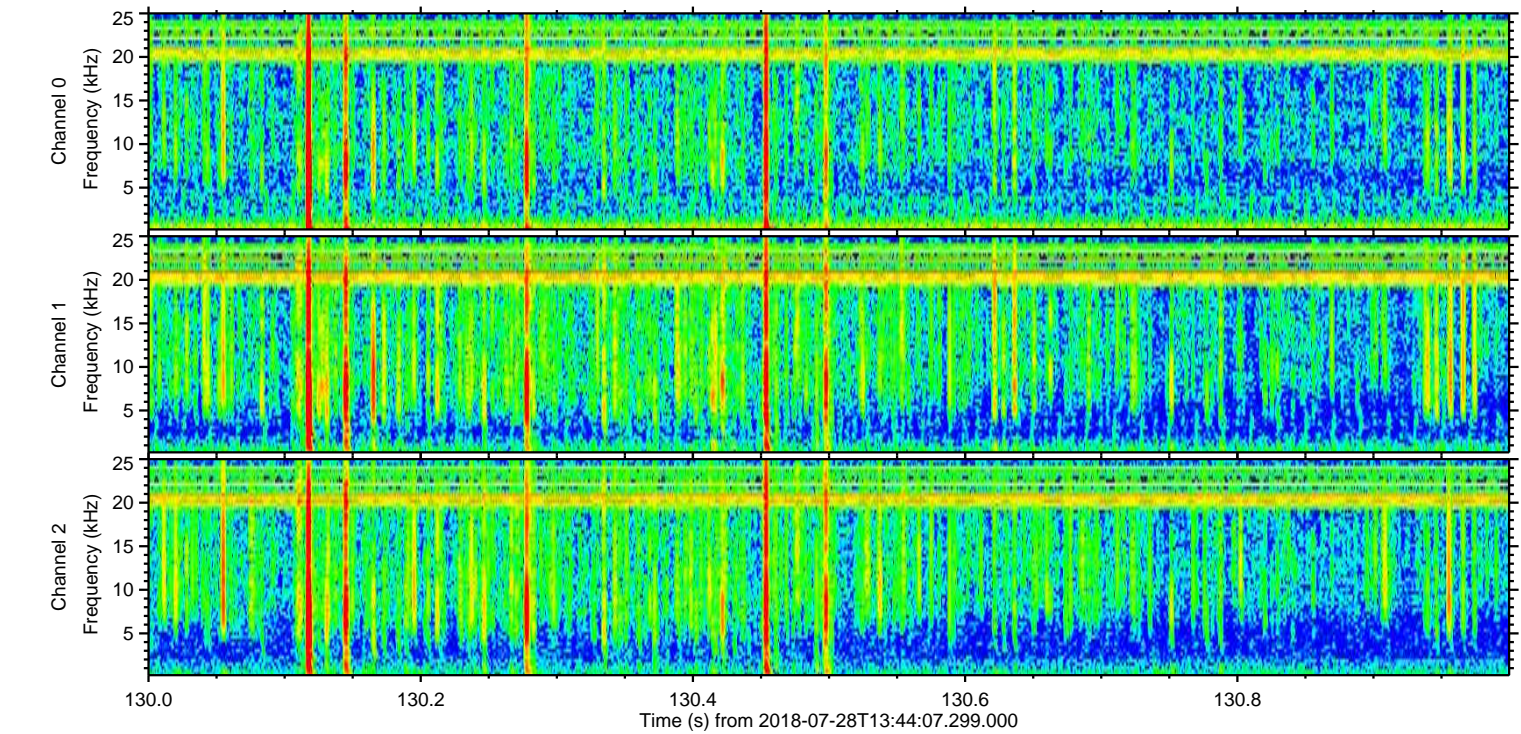 Channel 0
Frequency (kHz)
25
20
15
10
5
Channel 1
Frequency (kHz)
25
20
15
10
5
Channel 2
Frequency (kHz)
25
20
15
10
5
130.0 130.2 130.4 130.6 130.8
Time (s) from 2018-07-28T13:44:07.299.000